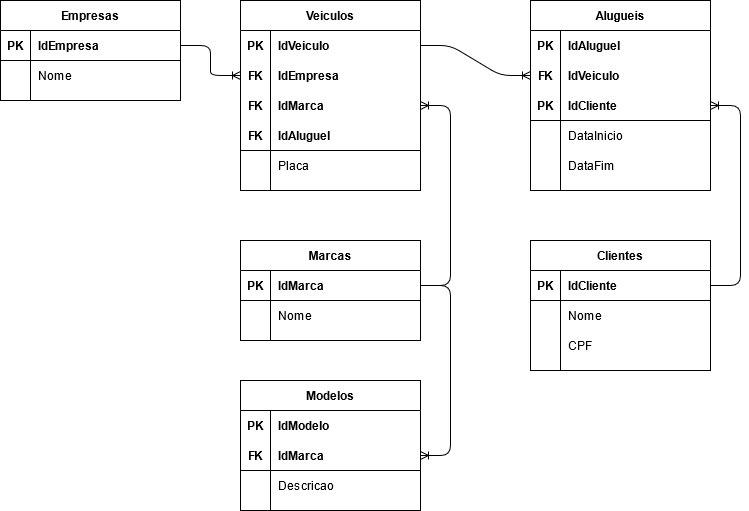 Empresas
PK IdEmpresa
Nome
Veiculos
PK IdVeiculo
FK IdEmpresa
FK IdMarca
FK IdAluguel
Placa
Alugueis
PK IdAluguel
FK IdVeiculo
PK IdCliente
DataInicio
DataFim
Marcas
PK IdMarca
Nome
Clientes
PK IdCliente
Nome
CPF
Modelos
PK IdModelo
FK IdMarca
Descricao